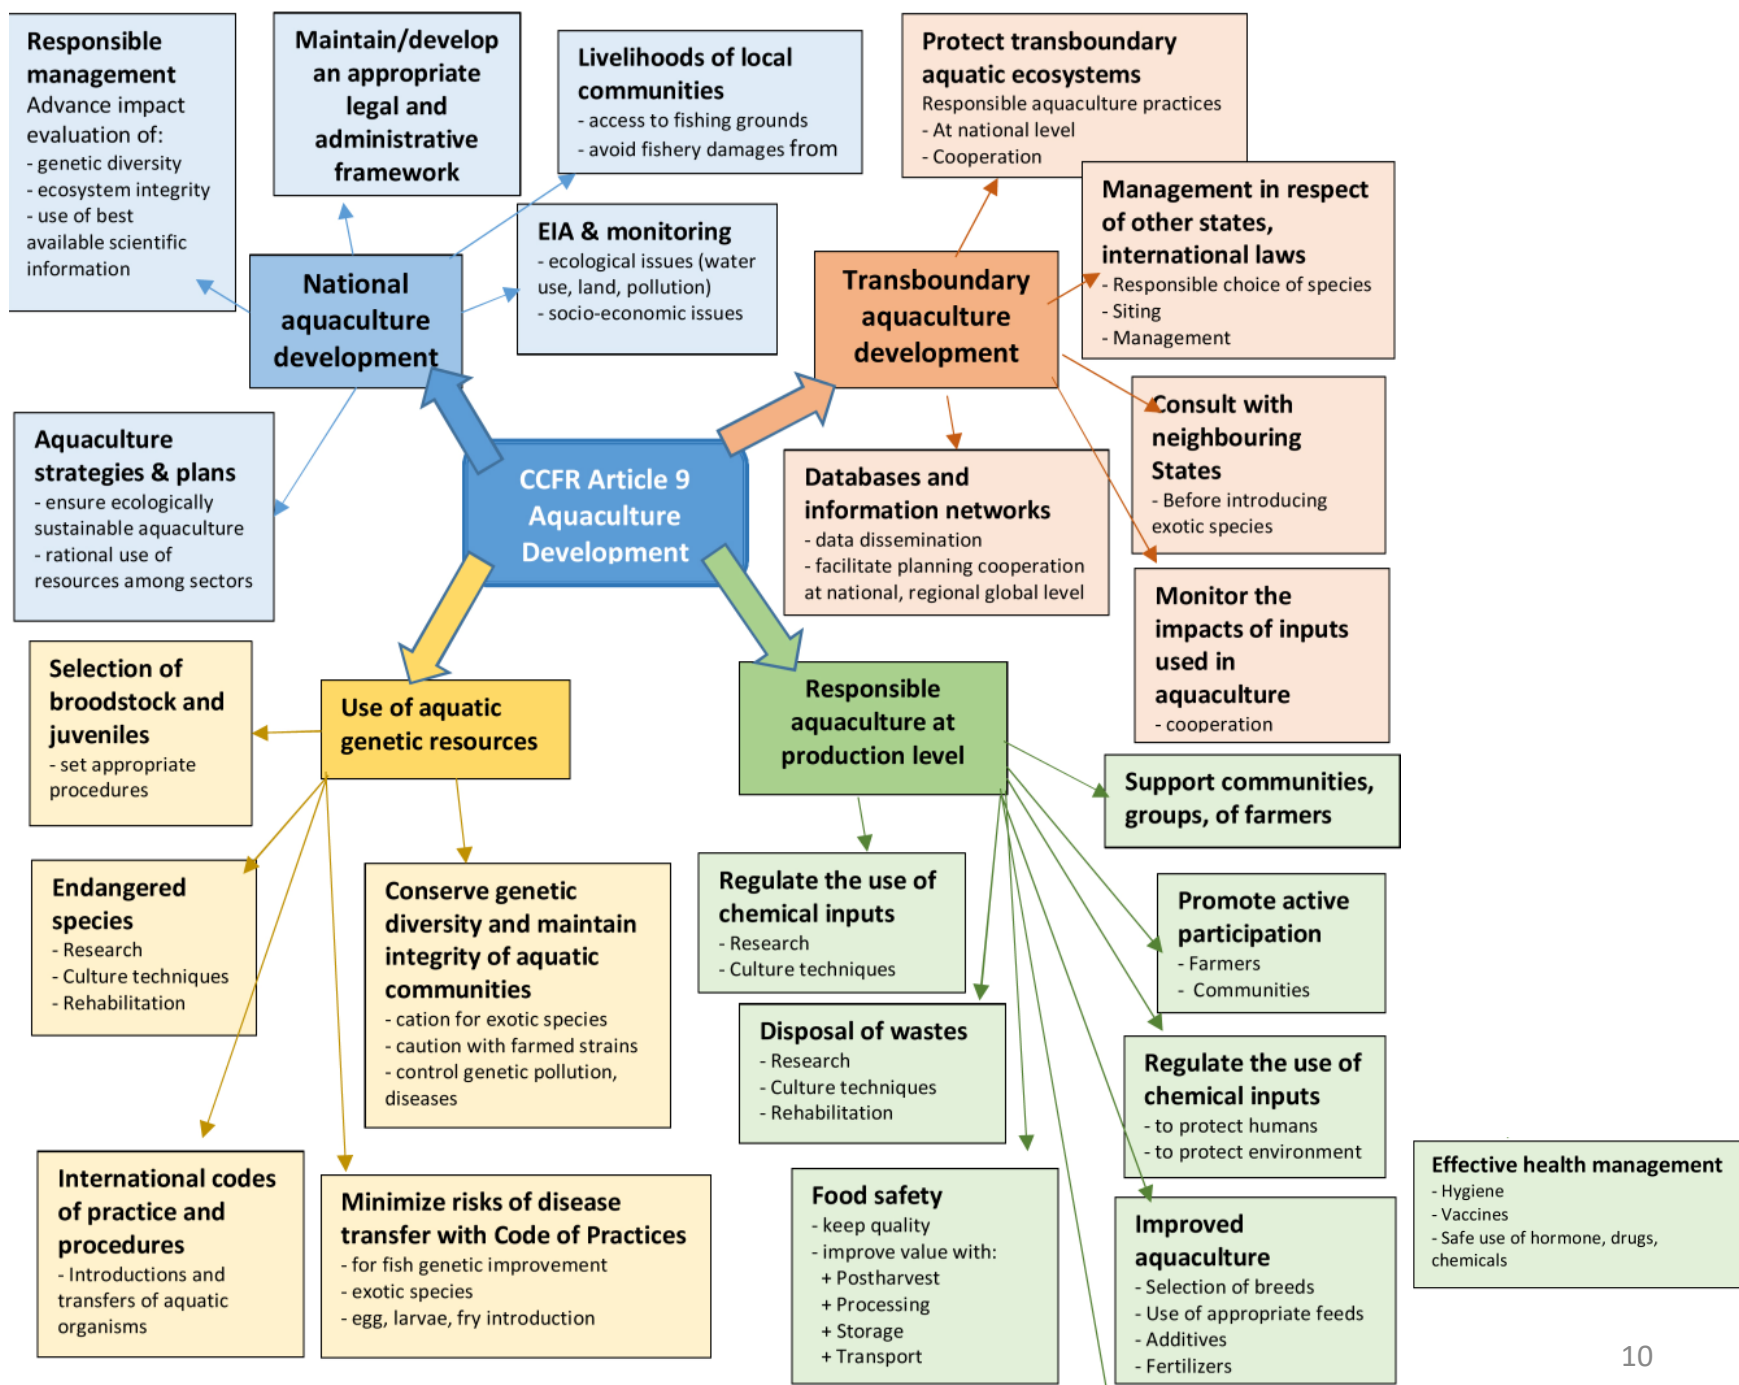 Responsible
management
Advance impact
evaluation of:
- genetic diversity
- ecosystem integrity
- use of best
available scientific
information
Maintain/develop
an appropriate
legal and
administrative
framework
Livelihoods of local
communities
- access to fishing grounds
- avoid fishery damages from
EIA & monitoring
- ecological issues (water
use, land, pollution)
- socio-economic issues
National
aquaculture
development
Aquaculture
strategies & plans
- ensure ecologically
sustainable aquaculture
- rational use of
resources among sectors
Protect transboundary
aquatic ecosystems
Responsible aquaculture practices
- At national level
- Cooperation
Management in respect
of other states,
international laws
- Responsible choice of species
- Siting
- Management
Transboundary
aquaculture
development
Consult with
neighbouring
States
- Before introducing
exotic species
Databases and
information networks
- data dissemination
- facilitate planning cooperation
at national, regional global level
Monitor the
impacts of inputs
used in
aquaculture
- cooperation
CCFR Article 9
Aquaculture
Development
Selection of
broodstock and
juveniles
- set appropriate
procedures
Use of aquatic
genetic resources
Endangered
species
- Research
- Culture techniques
- Rehabilitation
Conserve genetic
diversity and maintain
integrity of aquatic
communities
- cation for exotic species
- caution with farmed strains
- control genetic pollution,
diseases
International codes
of practice and
procedures
- Introductions and
transfers of aquatic
organisms
Minimize risks of disease
transfer with Code of Practices
- for fish genetic improvement
- exotic species
- egg, larvae, fry introduction
Responsible
aquaculture at
production level
Support communities,
groups, of farmers
Regulate the use of
chemical inputs
- Research
- Culture techniques
Promote active
participation
- Farmers
- Communities
Disposal of wastes
- Research
- Culture techniques
- Rehabilitation
Regulate the use of
chemical inputs
- to protect humans
- to protect environment
Food safety
- keep quality
- improve value with:
+ Postharvest
+ Processing
+ Storage
+ Transport
Improved
aquaculture
- Selection of breeds
- Use of appropriate feeds
- Additives
- Fertilizers
Effective health management
- Hygiene
- Vaccines
- Safe use of hormone, drugs,
chemicals
10